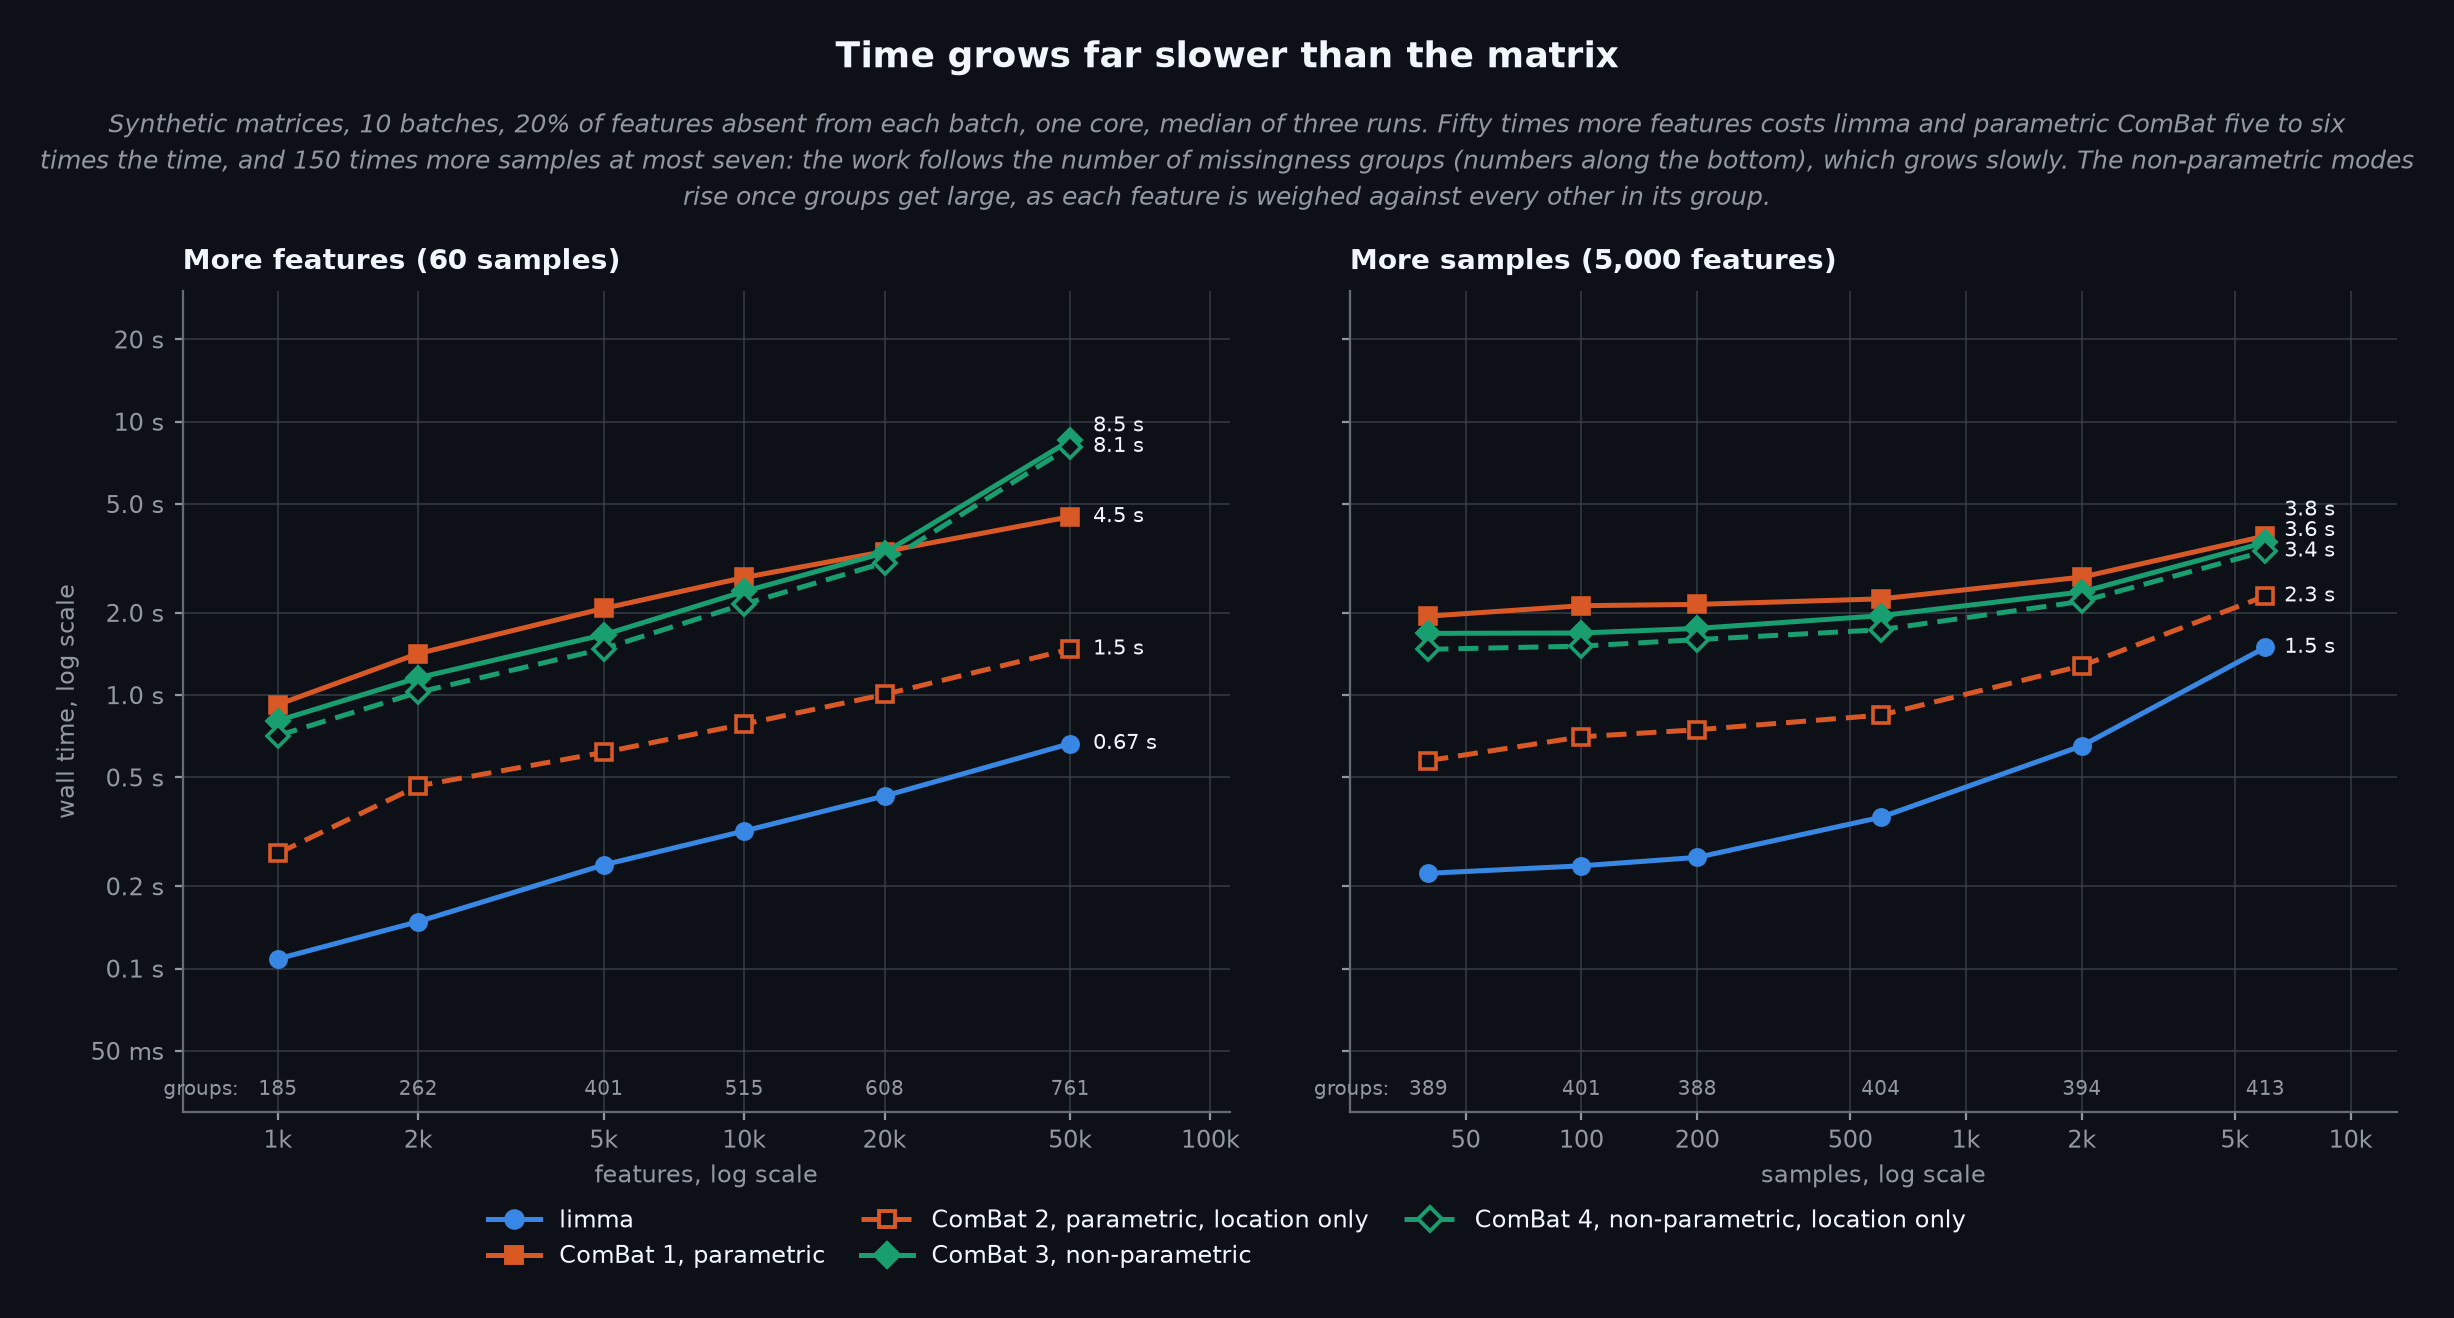 Time grows far slower than the matrix
Synthetic matrices, 10 batches, 20% of features absent from each batch, one core, median of three runs. Fifty times more features costs limma and parametric ComBat five to six
times the time, and 150 times more samples at most seven: the work follows the number of missingness groups (numbers along the bottom), which grows slowly. The non-parametric modes
rise once groups get large, as each feature is weighed against every other in its group.
More features (60 samples)
wall time, log scale
20 s
10 s
5.0 s
2.0 s
1.0 s
0.5 s
0.2 s
0.1 s
50 ms
8.5 s
8.1 s
4.5 s
1.5 s
0.67 s
groups: 185 262 401 515 608 761
1k 2k 5k 10k 20k 50k 100k
features, log scale
More samples (5,000 features)
3.8 s
3.6 s
3.4 s
2.3 s
1.5 s
groups: 389 401 388 404 394 413
50 100 200 500 1k 2k 5k 10k
samples, log scale
limma
ComBat 2, parametric, location only
ComBat 4, non-parametric, location only
ComBat 1, parametric
ComBat 3, non-parametric